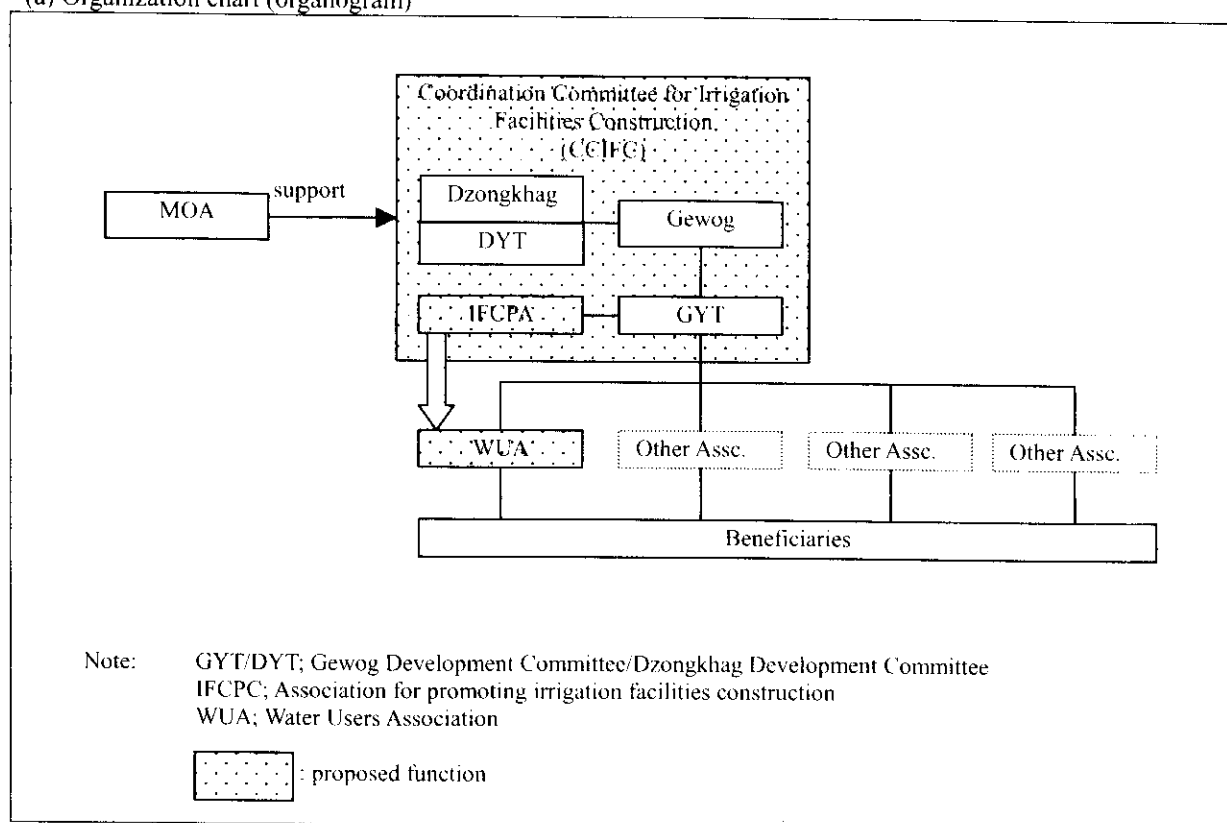 (a) Organization chart (organogram)
Coordination Committee for Irrigation
Facilities Construction
(CCIFC)
MOA
support
Dzongkhag
DYT
Gewog
IFCPA
GYT
WUA
Other Assc.
Other Assc.
Other Assc.
Beneficiaries
Note:
GYT/DYT; Gewog Development Committee/Dzongkhag Development Committee
IFCPC; Association for promoting irrigation facilities construction
WUA; Water Users Association
: proposed function